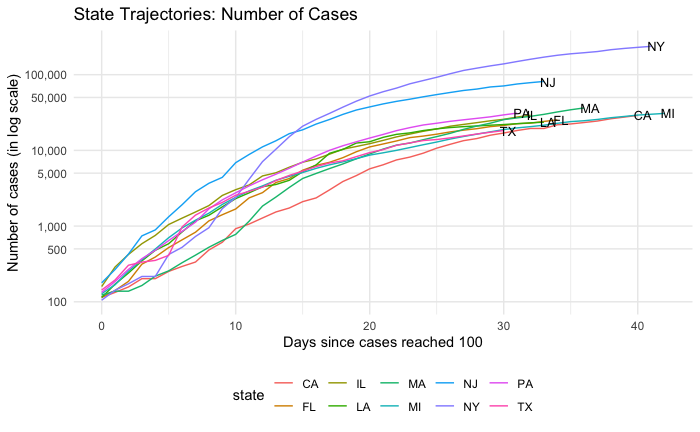 State Trajectories: Number of Cases
Number of cases (in log scale)
100,000
50,000
10,000
5,000
1,000
500
100
NY
NJ
PA
IL
MA
LA
FL
TX
CA
MI
0
10
20
30
40
Days since cases reached 100
state
CA IL MA NJ PA
FL LA MI NY TX